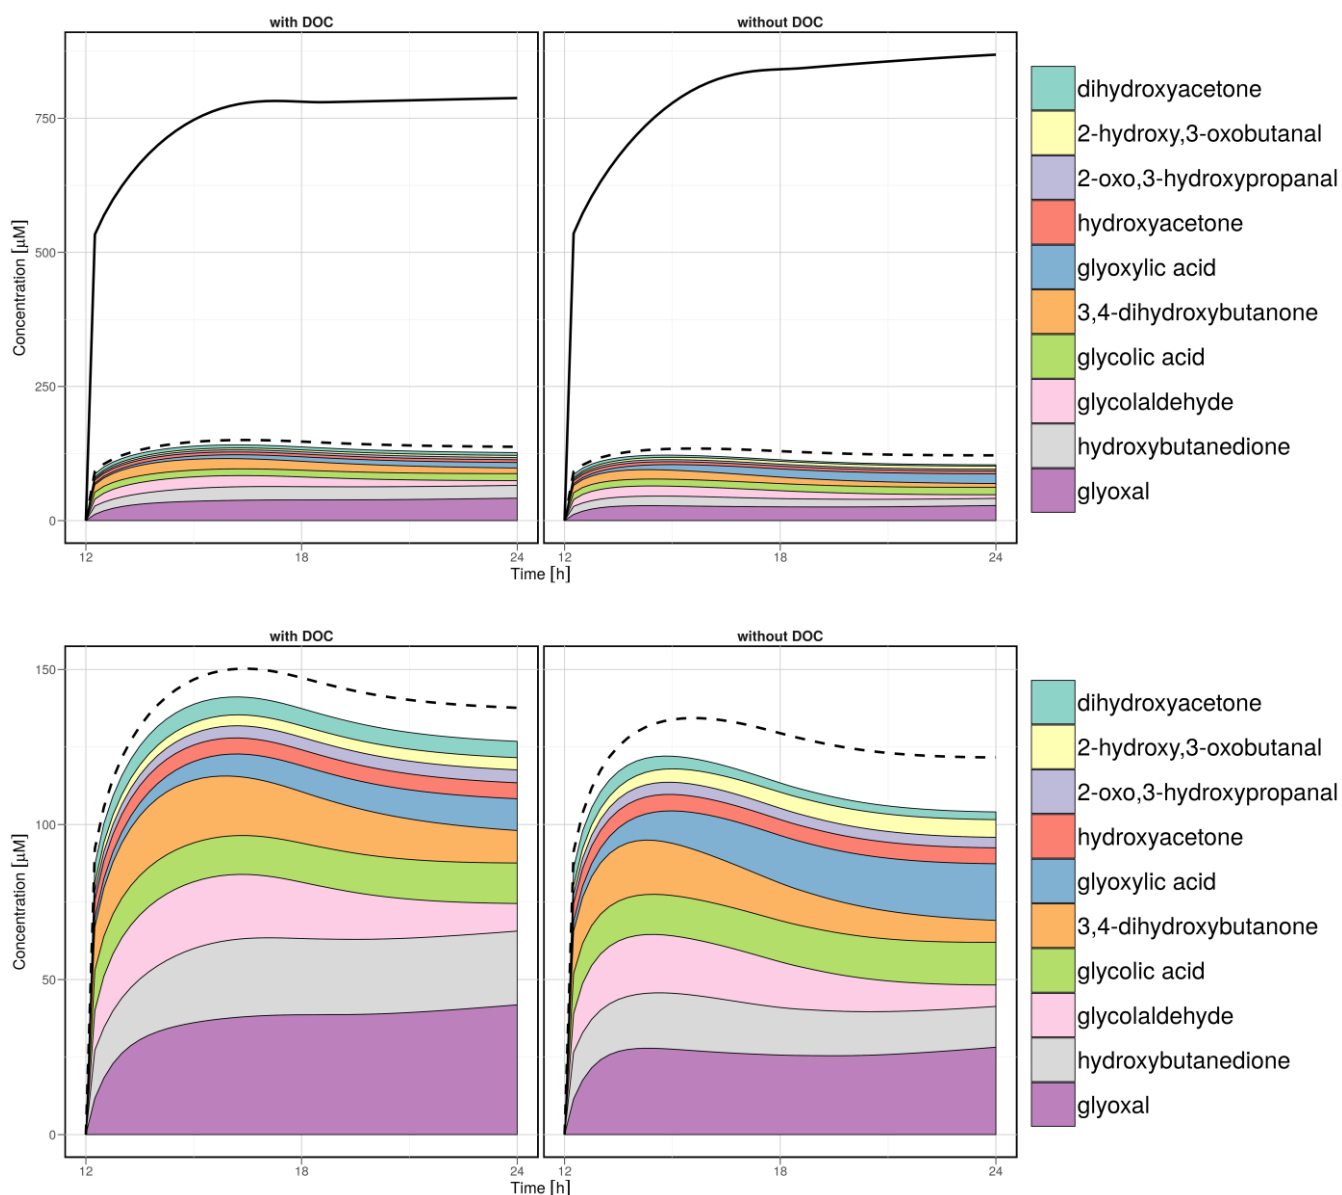 with DOC
without DOC
750
500
250
0
Concentration [μM]
12
18
24
12
18
24
Time [h]
dihydroxyacetone
2-hydroxy,3-oxobutanal
2-oxo,3-hydroxypropanal
hydroxyacetone
glyoxylic acid
3,4-dihydroxybutanone
glycolic acid
glycolaldehyde
hydroxybutanedione
glyoxal
with DOC
without DOC
150
100
50
0
Concentration [μM]
12
18
24
12
18
24
Time [h]
dihydroxyacetone
2-hydroxy,3-oxobutanal
2-oxo,3-hydroxypropanal
hydroxyacetone
glyoxylic acid
3,4-dihydroxybutanone
glycolic acid
glycolaldehyde
hydroxybutanedione
glyoxal